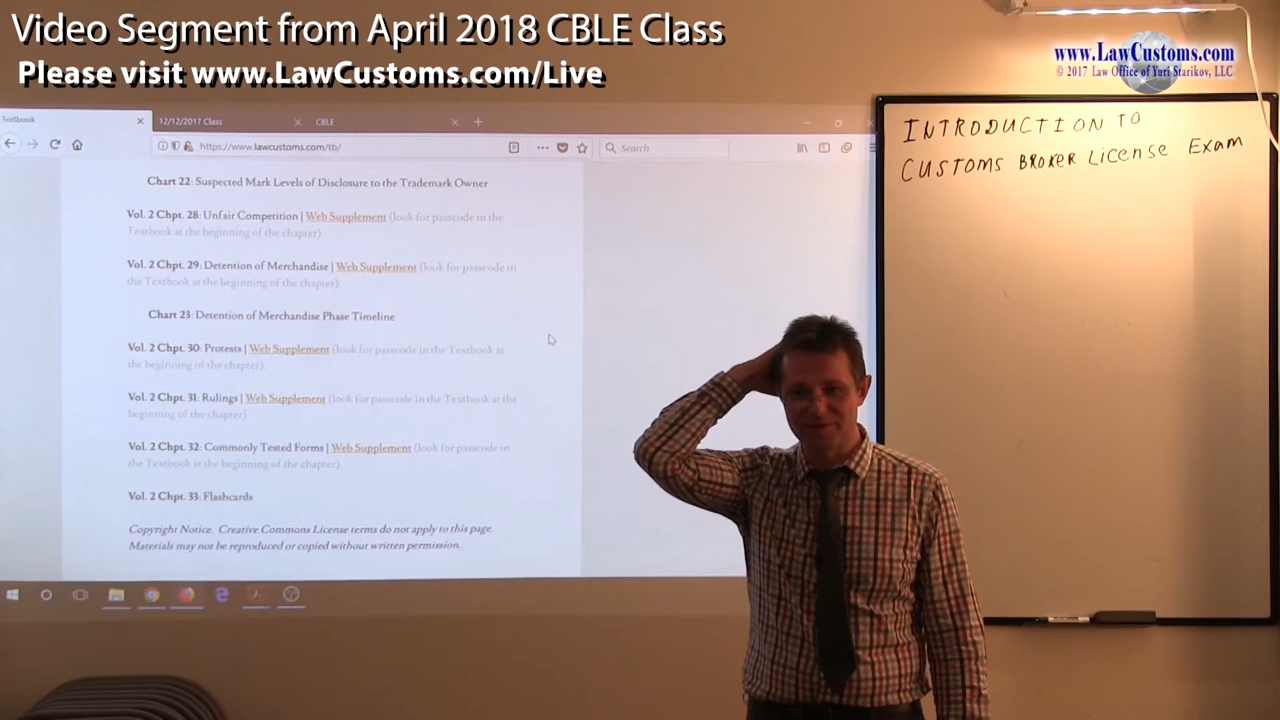 Video Segment from April 2018 CBLE Class
Please visit www.LawCustoms.com/Live
www.LawCustoms.com
© 2017 Law Office of Yuri Starikov, LLC
Textbook
12/12/2017 Class
CBLE
https://www.lawcustoms.com/tb/
Search
Chart 22: Suspected Mark Levels of Disclosure to the Trademark Owner
Vol. 2 Chpt. 28: Unfair Competition | Web Supplement (look for passcode in the
Textbook at the beginning of the chapter).
Vol. 2 Chpt. 29: Detention of Merchandise | Web Supplement (look for passcode in
the Textbook at the beginning of the chapter).
Chart 23: Detention of Merchandise Phase Timeline
Vol. 2 Chpt. 30: Protests | Web Supplement (look for passcode in the Textbook at
the beginning of the chapter).
Vol. 2 Chpt. 31: Rulings | Web Supplement (look for passcode in the Textbook at the
beginning of the chapter).
Vol. 2 Chpt. 32: Commonly Tested Forms | Web Supplement (look for passcode in
the Textbook at the beginning of the chapter).
Vol. 2 Chpt. 33: Flashcards
Copyright Notice. Creative Commons License terms do not apply to this page.
Materials may not be reproduced or copied without written permission.
INTRODUCTION TO
CUSTOMS BROKER LICENSE EXAM